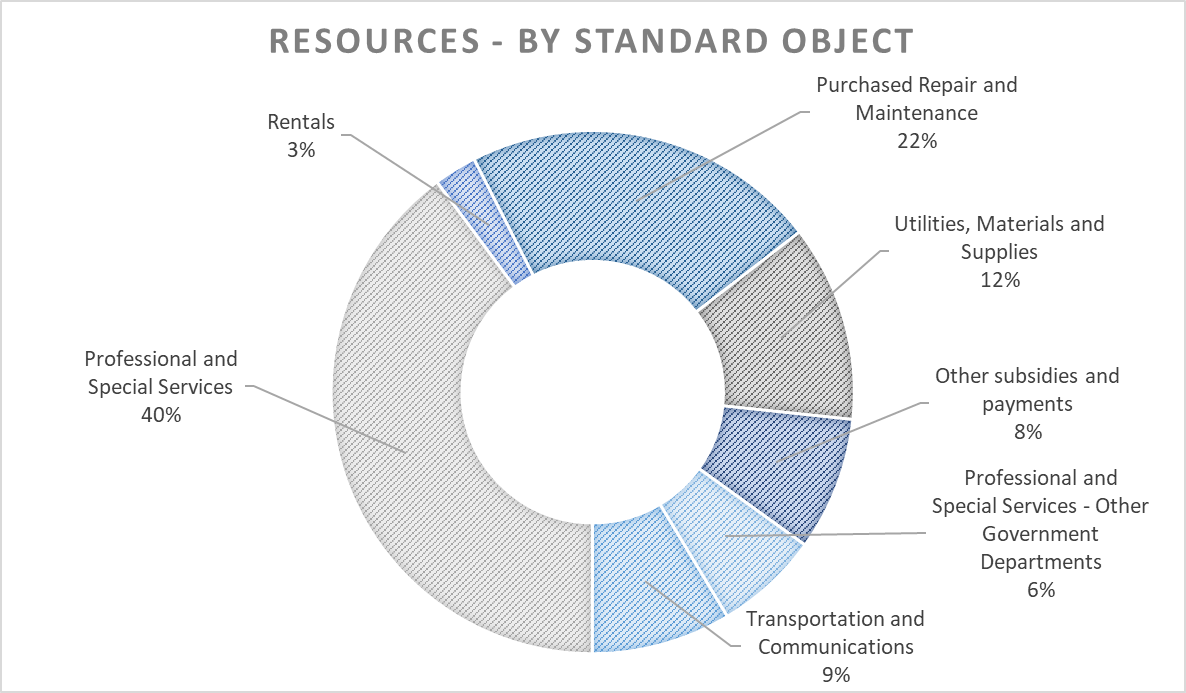 RESOURCES - BY STANDARD OBJECT
Purchased Repair and
Maintenance
22%
Rentals
3%
Utilities, Materials and
Supplies
12%
Professional and
Special Services
40%
Other subsidies and
payments
8%
Professional and
Special Services - Other
Government
Departments
6%
Transportation and
Communications
9%